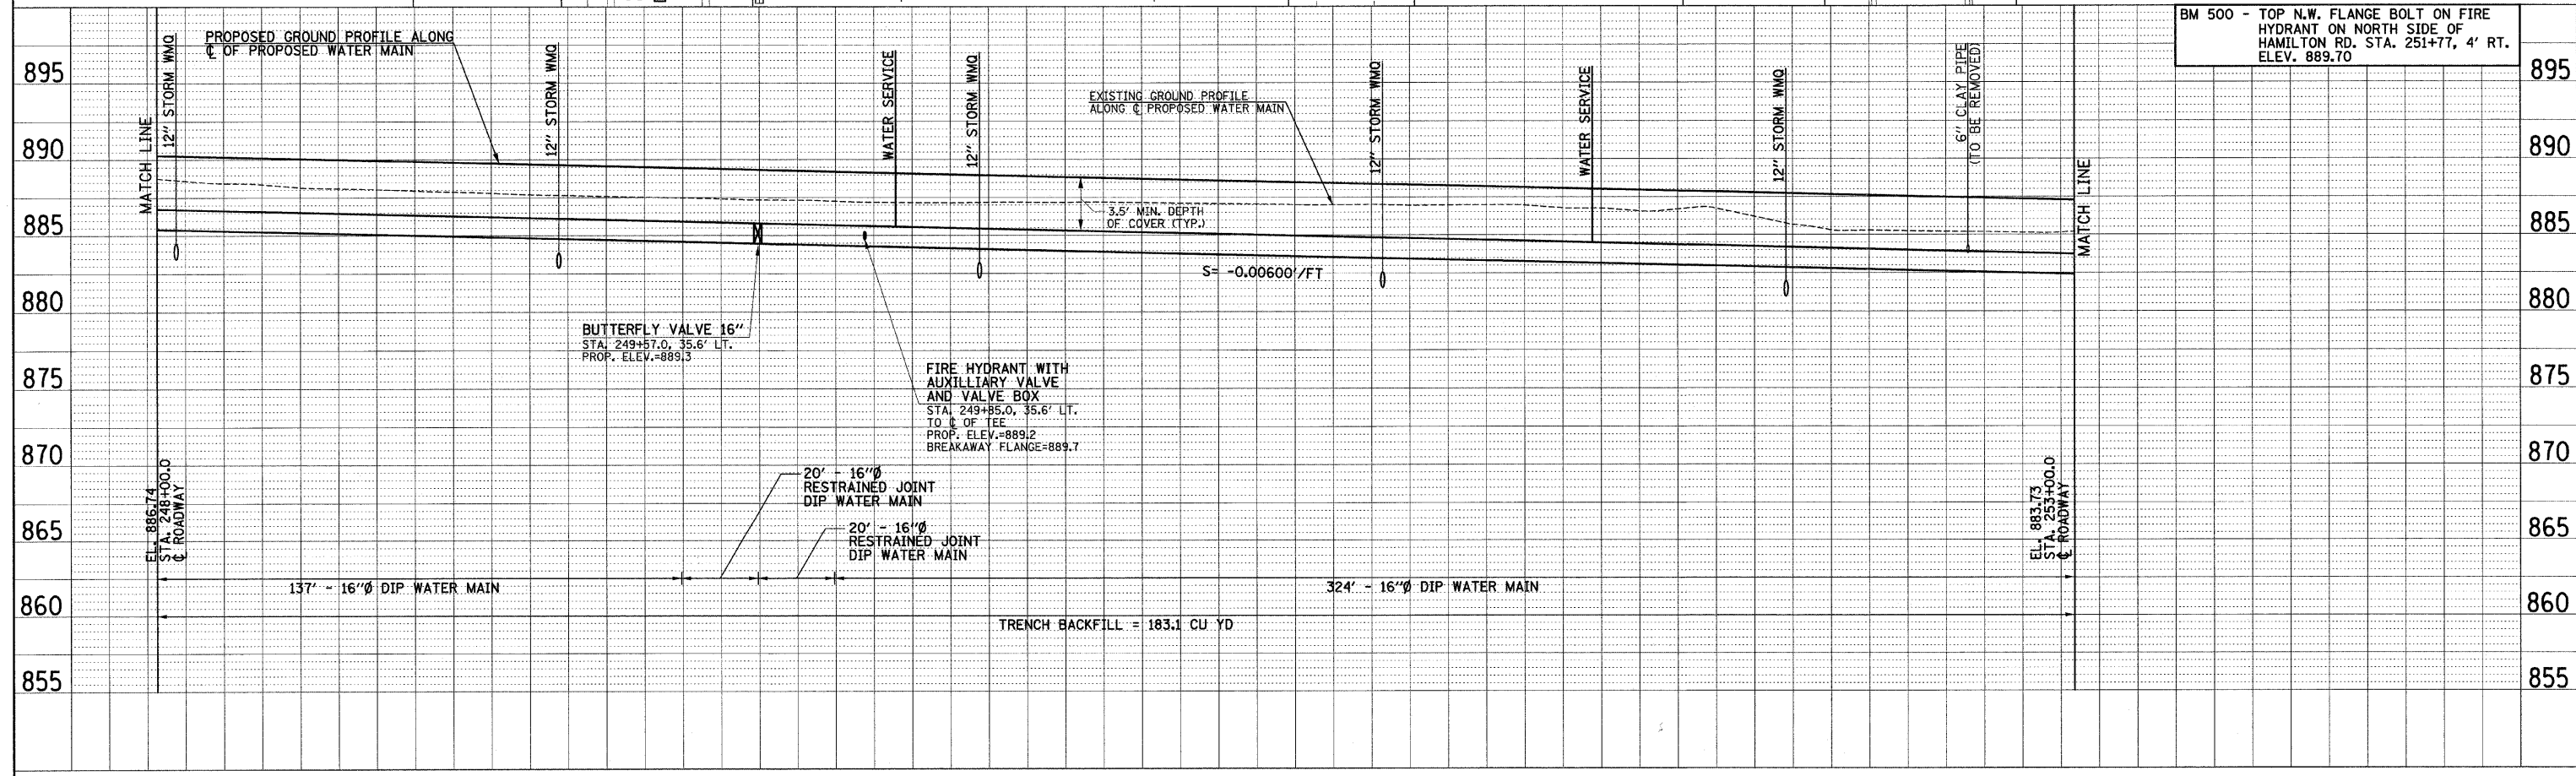 BM 500 - TOP N.W. FLANGE BOLT ON FIRE
HYDRANT ON NORTH SIDE OF
HAMILTON RD. STA. 251+77, 4' RT.
ELEV. 889.70
PROPOSED GROUND PROFILE ALONG
℄ OF PROPOSED WATER MAIN
MATCH LINE
12" STORM WMQ
12" STORM WMQ
WATER SERVICE
12" STORM WMQ
EXISTING GROUND PROFILE
ALONG ℄ PROPOSED WATER MAIN
12" STORM WMQ
WATER SERVICE
12" STORM WMQ
6" CLAY PIPE
(TO BE REMOVED)
MATCH LINE
895
890
885
880
875
870
865
860
855
895
890
885
880
875
870
865
860
855
3.5' MIN. DEPTH
OF COVER (TYP.)
S= -0.00600'/FT
BUTTERFLY VALVE 16"
STA. 249+57.0, 35.6' LT.
PROP. ELEV.=889.3
FIRE HYDRANT WITH
AUXILLIARY VALVE
AND VALVE BOX
STA. 249+85.0, 35.6' LT.
TO ℄ OF TEE
PROP. ELEV.=889.2
BREAKAWAY FLANGE=889.7
20' - 16"Ø
RESTRAINED JOINT
DIP WATER MAIN
20' - 16"Ø
RESTRAINED JOINT
DIP WATER MAIN
EL. 886.74
STA. 248+00.0
℄ ROADWAY
EL. 883.73
STA. 253+00.0
℄ ROADWAY
137' - 16"Ø DIP WATER MAIN
324' - 16"Ø DIP WATER MAIN
TRENCH BACKFILL = 183.1 CU YD